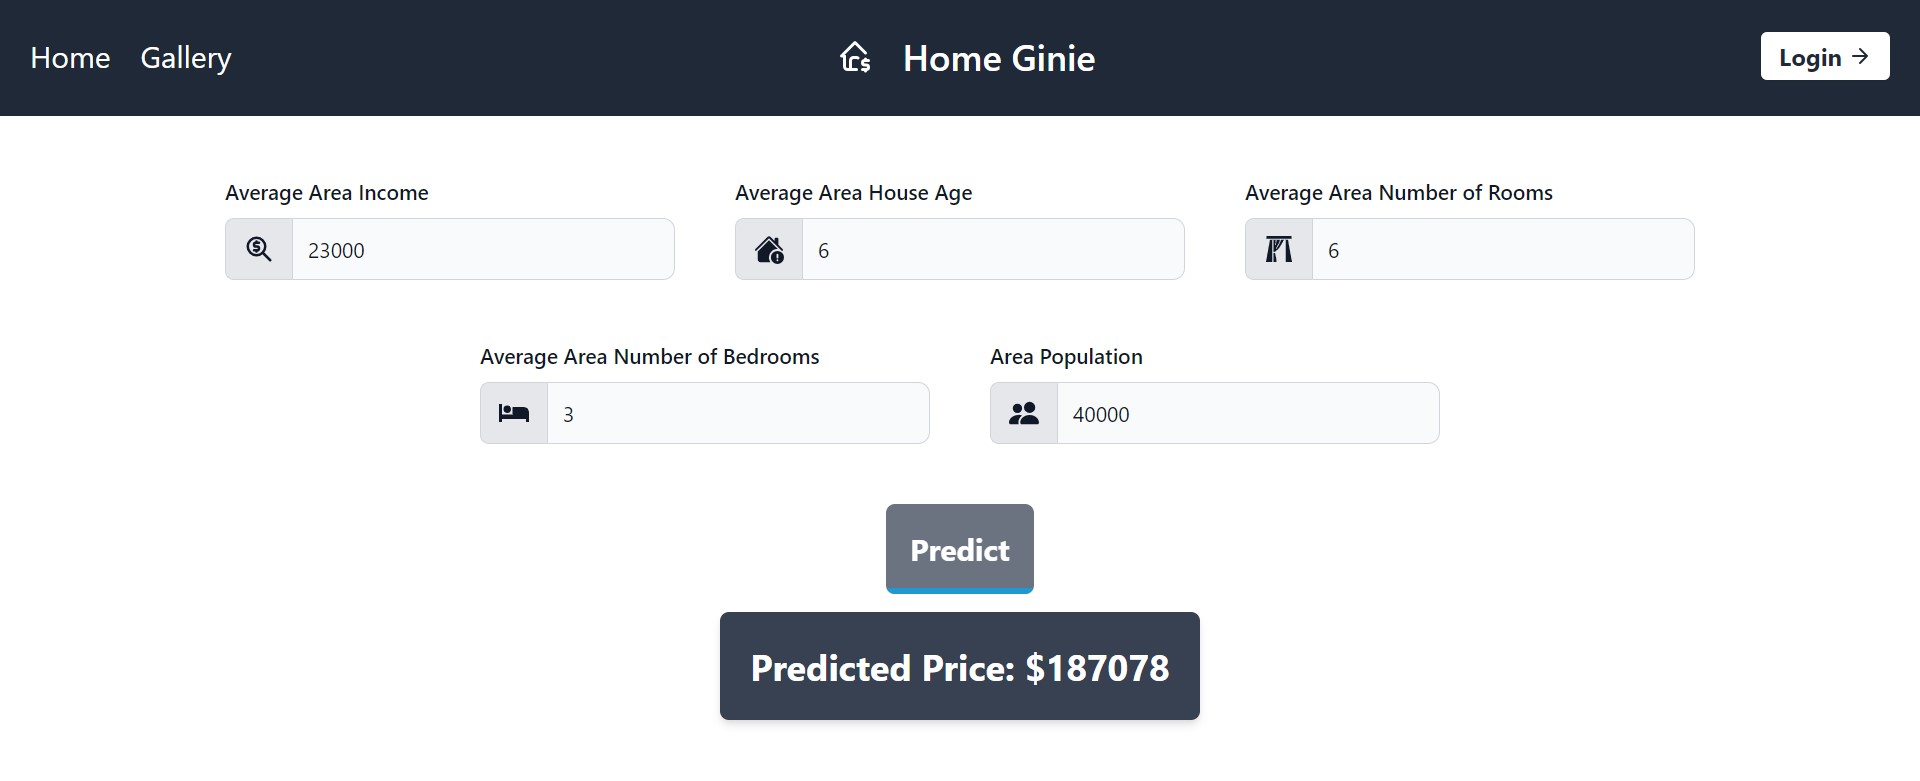 Home Gallery Home Ginie Login →
Average Area Income Average Area House Age Average Area Number of Rooms
23000 6 6
Average Area Number of Bedrooms Area Population
3 40000
Predict
Predicted Price: $187078